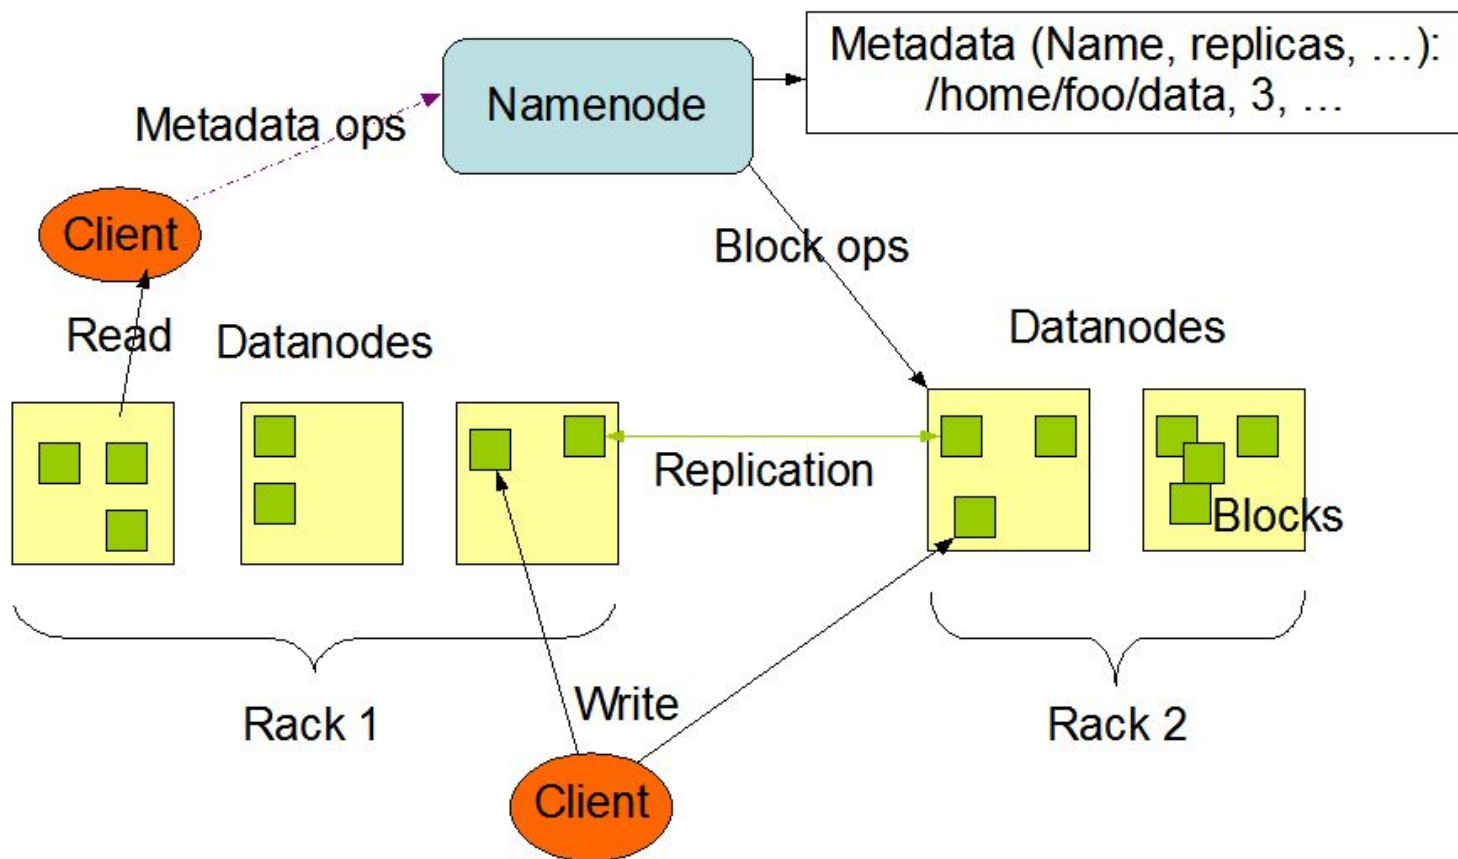 Metadata (Name, replicas, …):
/home/foo/data, 3, …
Namenode
Metadata ops
Client
Block ops
Read
Datanodes
Datanodes
Replication
Blocks
Rack 1
Write
Rack 2
Client